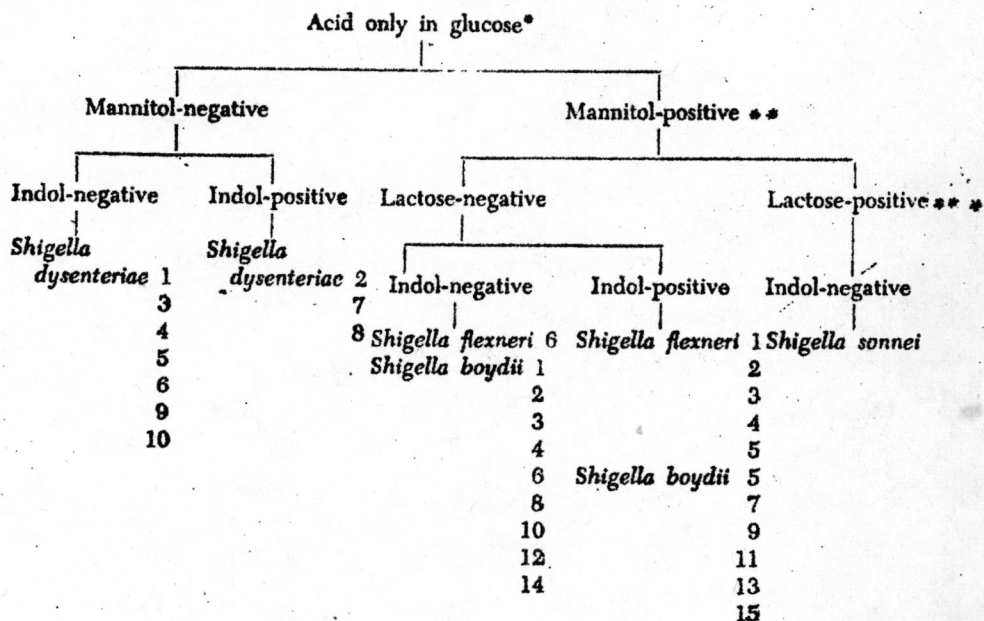 Acid only in glucose*
Mannitol-negative Mannitol-positive **
Indol-negative Indol-positive Lactose-negative Lactose-positive ***
Shigella Shigella
dysenteriae 1 dysenteriac 2 Indol-negative Indol-positive Indol-negative
3 7
4 8 Shigella flexneri 6 Shigella flexneri 1 Shigella sonnei
5 Shigella boydii 1 2
6 2 3
9 3 4
10 4 5
6 Shigella boydii 5
8 7
10 9
12 11
14 13
15